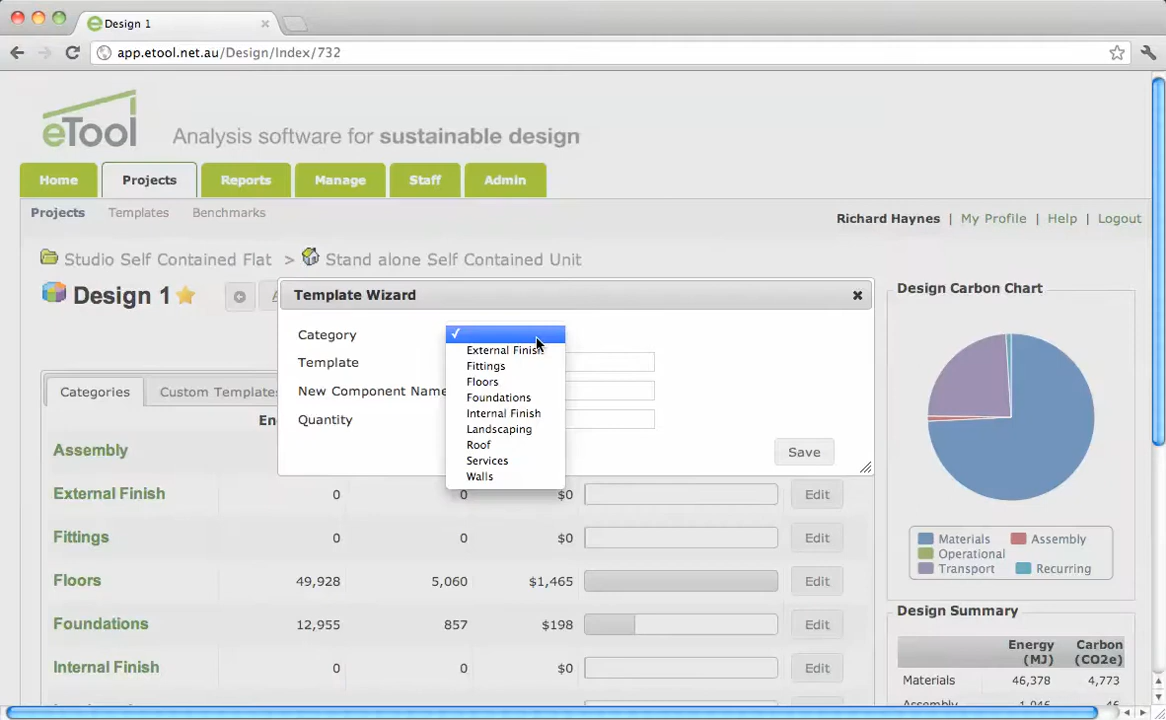 Design 1
app.etool.net.au/Design/Index/732
eTool
Analysis software for sustainable design
Home
Projects
Reports
Manage
Staff
Admin
Projects
Templates
Benchmarks
Richard Haynes | My Profile | Help | Logout
Studio Self Contained Flat > Stand alone Self Contained Unit
Design 1
Template Wizard
Category
✓
External Finish
Fittings
Floors
Foundations
Internal Finish
Landscaping
Roof
Services
Walls
Template
New Component Name
Quantity
Save
Categories
Custom Templates
Assembly
External Finish 0 0 $0 Edit
Fittings 0 0 $0 Edit
Floors 49,928 5,060 $1,465 Edit
Foundations 12,955 857 $198 Edit
Internal Finish 0 0 $0 Edit
Design Carbon Chart
Materials Assembly
Operational
Transport Recurring
Design Summary
Energy Carbon
(MJ) (CO2e)
Materials 46,378 4,773
Assembly 1,046 46